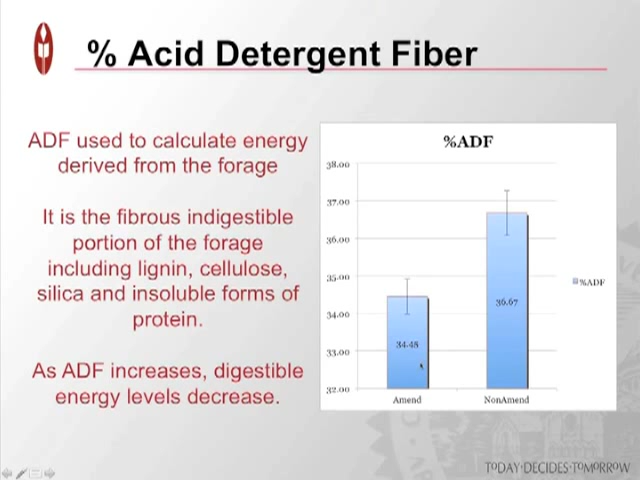 % Acid Detergent Fiber
ADF used to calculate energy
derived from the forage
It is the fibrous indigestible
portion of the forage
including lignin, cellulose,
silica and insoluble forms of
protein.
As ADF increases, digestible
energy levels decrease.
%ADF
38.00
37.00
36.00
35.00
34.00
33.00
32.00
34.48
36.67
Amend
NonAmend
%ADF
TODAY·DECIDES·TOMORROW